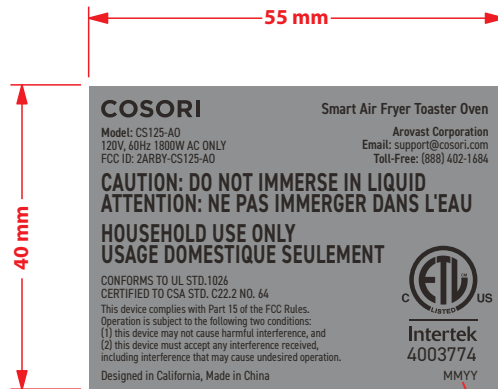 55 mm
40 mm
COSORI
Smart Air Fryer Toaster Oven
Model: CS125-AO
120V, 60Hz 1800W AC ONLY
FCC ID: 2ARBY-CS125-AO
Arovast Corporation
Email: support@cosori.com
Toll-Free: (888) 402-1684
CAUTION: DO NOT IMMERSE IN LIQUID
ATTENTION: NE PAS IMMERGER DANS L'EAU
HOUSEHOLD USE ONLY
USAGE DOMESTIQUE SEULEMENT
CONFORMS TO UL STD.1026
CERTIFIED TO CSA STD. C22.2 NO. 64
This device complies with Part 15 of the FCC Rules.
Operation is subject to the following two conditions:
(1) this device may not cause harmful interference, and
(2) this device must accept any interference received,
including interference that may cause undesired operation.
Designed in California, Made in China
ETL
CM
LISTED
C US
Intertek
4003774
MMYY